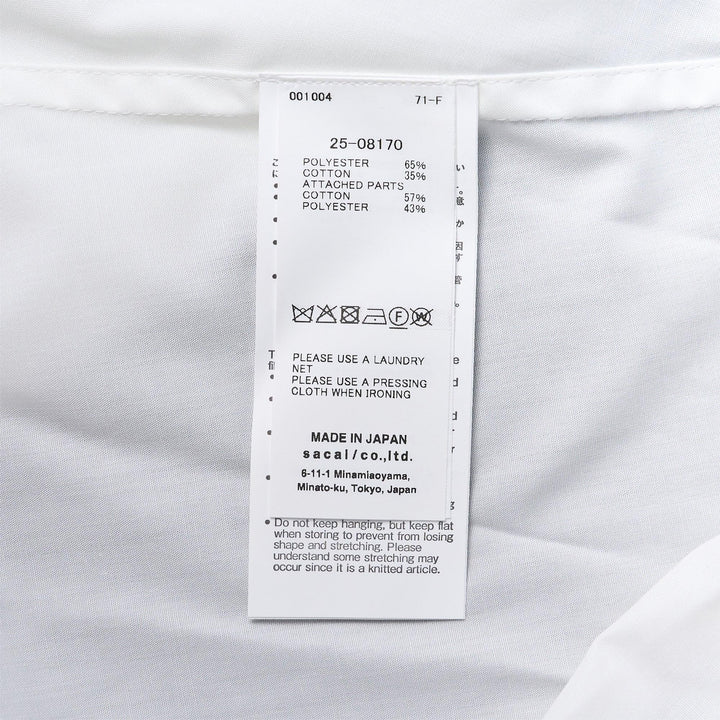 001004 71-F
25-08170
POLYESTER 65%
COTTON 35%
ATTACHED PARTS
COTTON 57%
POLYESTER 43%
PLEASE USE A LAUNDRY
NET
PLEASE USE A PRESSING
CLOTH WHEN IRONING
MADE IN JAPAN
sacai/co.,ltd.
6-11-1 Minamiaoyama,
Minato-ku, Tokyo, Japan
• Do not keep hanging, but keep flat
when storing to prevent from losing
shape and stretching. Please
understand some stretching may
occur since it is a knitted article.